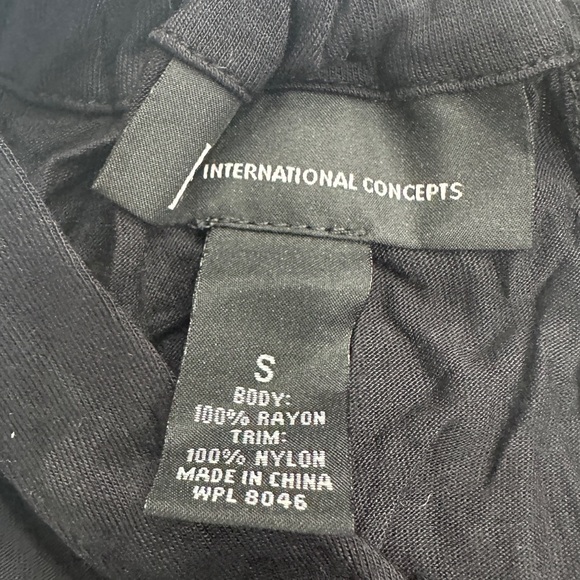 INTERNATIONAL CONCEPTS
S
BODY:
100% RAYON
TRIM:
100% NYLON
MADE IN CHINA
WPL 8046